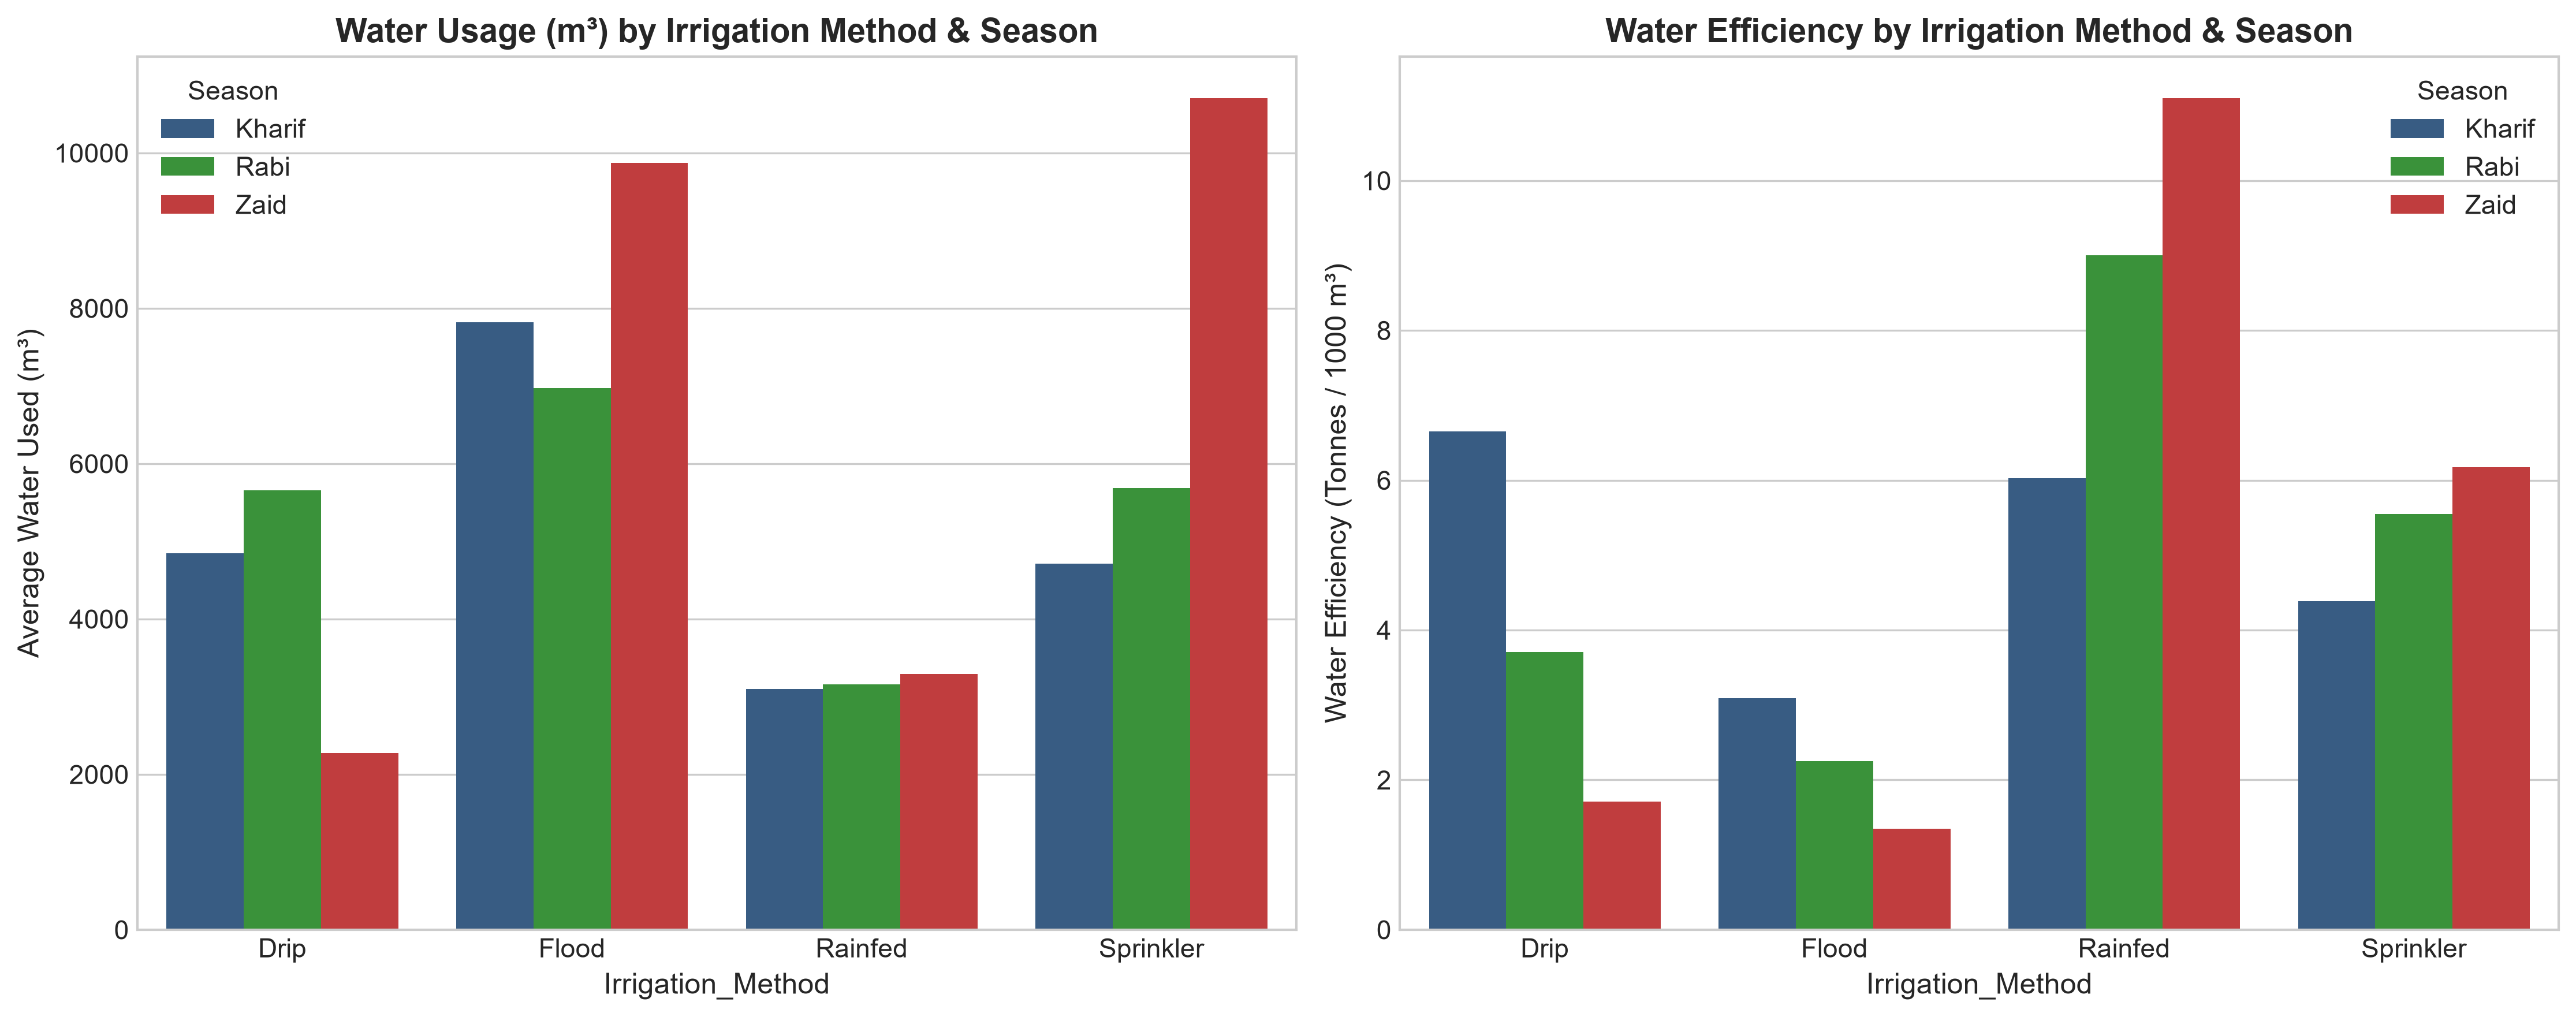 Water Usage (m³) by Irrigation Method & Season
Season
Kharif
Rabi
Zaid
Average Water Used (m³)
10000
8000
6000
4000
2000
0
Drip
Flood
Rainfed
Sprinkler
Irrigation_Method
Water Efficiency by Irrigation Method & Season
Season
Kharif
Rabi
Zaid
Water Efficiency (Tonnes / 1000 m³)
10
8
6
4
2
0
Drip
Flood
Rainfed
Sprinkler
Irrigation_Method